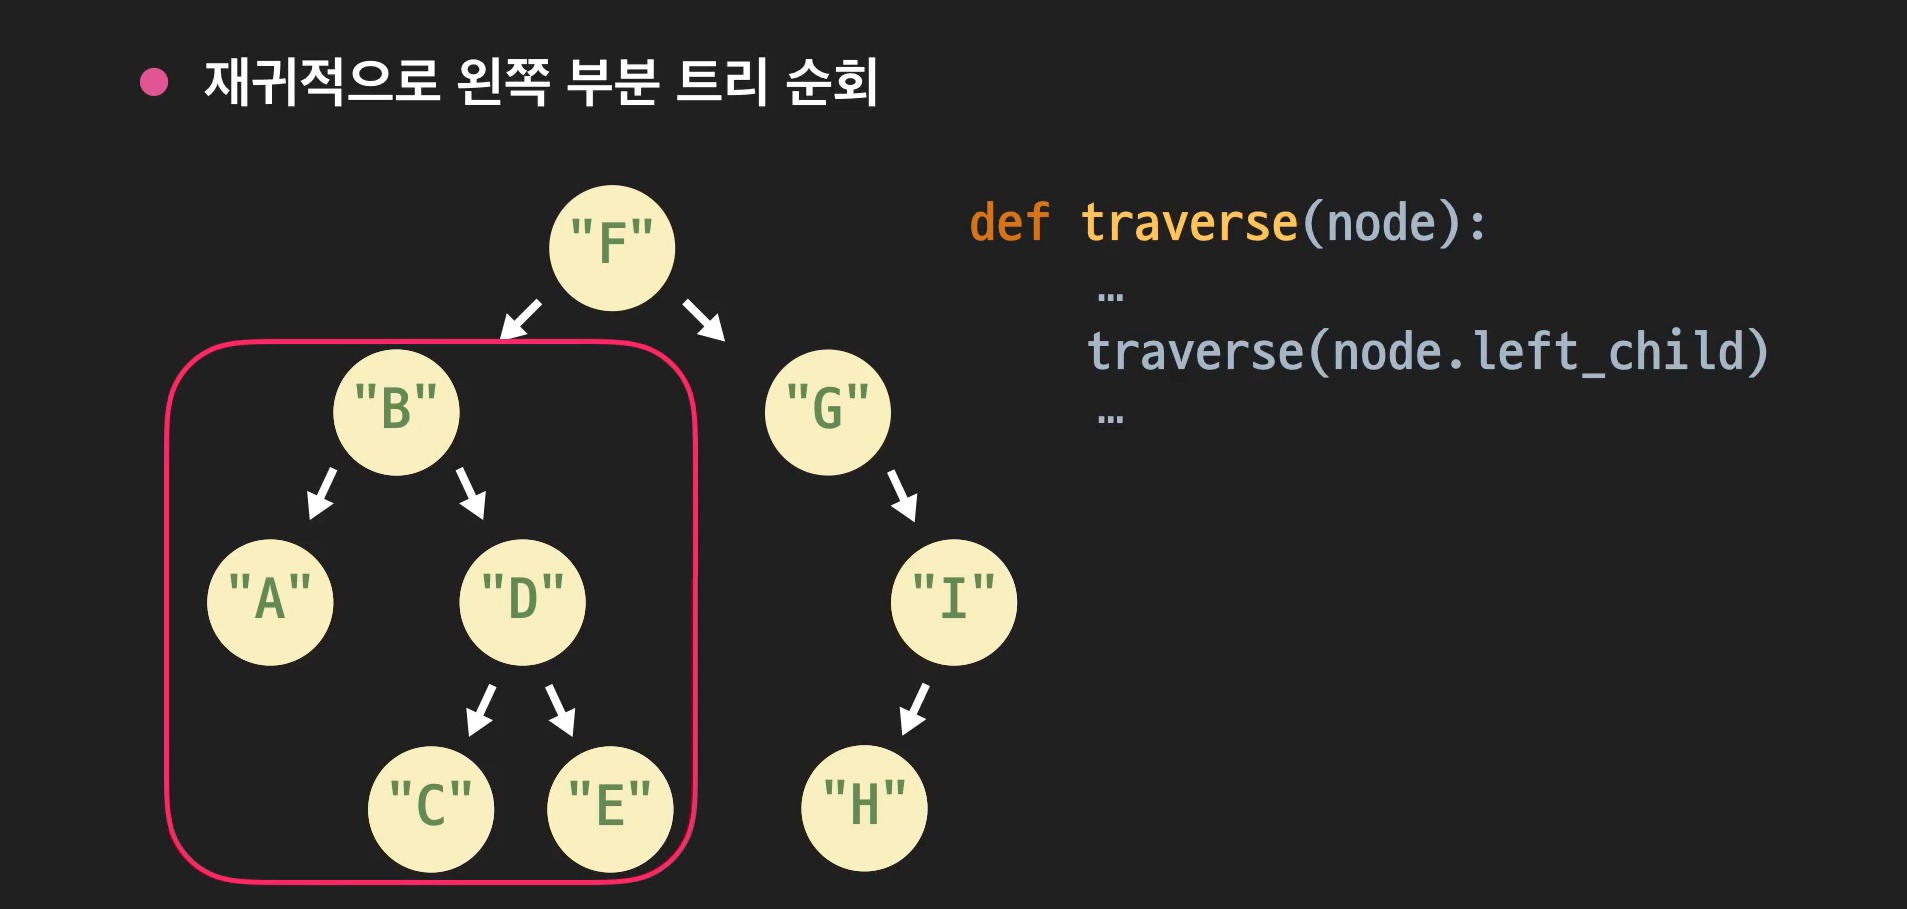 재귀적으로 왼쪽 부분 트리 순회
"F"
def traverse(node):
…
traverse(node.left_child)
…
"B"
"G"
"A"
"D"
"I"
"C"
"E"
"H"